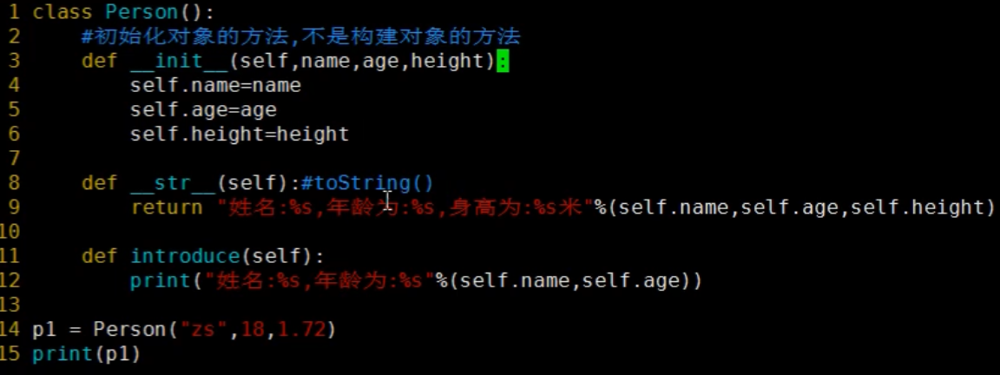 1 class Person():
2     #初始化对象的方法,不是构建对象的方法
3     def __init__(self,name,age,height):
4         self.name=name
5         self.age=age
6         self.height=height
7
8     def __str__(self):#toString()
9         return "姓名:%s,年龄为:%s,身高为:%s米"%(self.name,self.age,self.height)
10
11     def introduce(self):
12         print("姓名:%s,年龄为:%s"%(self.name,self.age))
13
14 p1 = Person("zs",18,1.72)
15 print(p1)